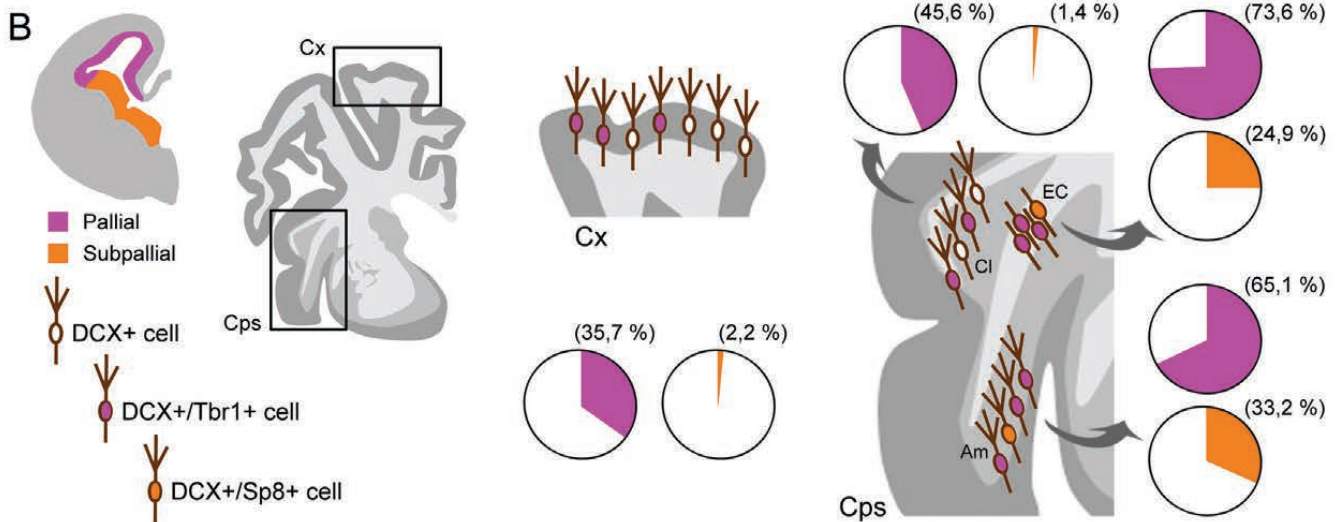 B
Cx
Pallial
Subpallial
Cps
DCX+ cell
DCX+/Tbr1+ cell
DCX+/Sp8+ cell
Cx
(35,7 %)
(2,2 %)
(45,6 %)
(1,4 %)
(73,6 %)
(24,9 %)
EC
Cl
(65,1 %)
(33,2 %)
Am
Cps